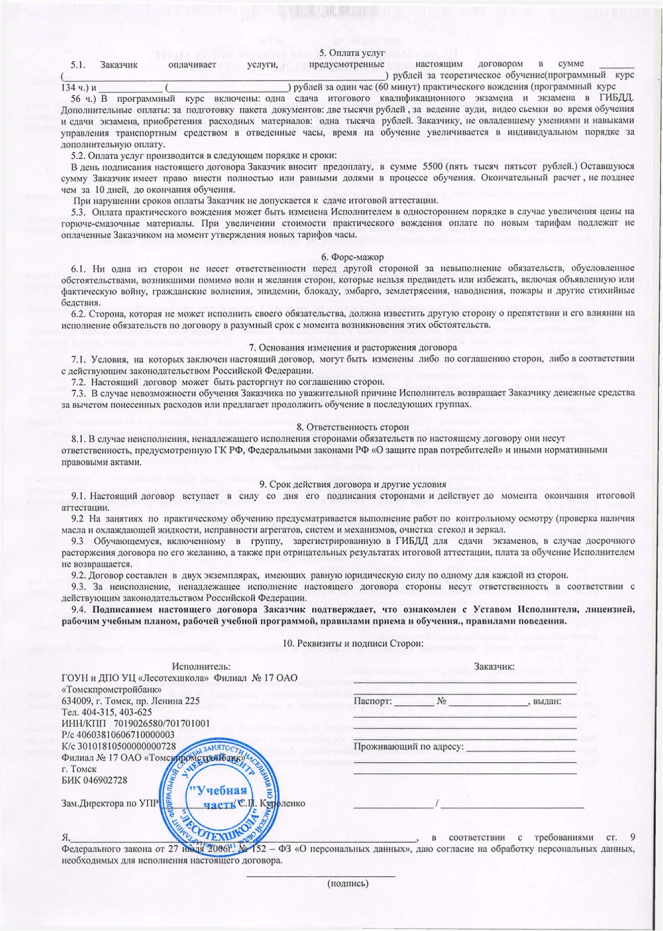 5. Оплата услуг
5.1. Заказчик оплачивает услуги, предусмотренные настоящим договором в сумме _______
(_______________________________________________) рублей за теоретическое обучение(программный курс
134 ч.) и ______________ (__________________________) рублей за один час (60 минут) практического вождения (программный курс
56 ч.) В программный курс включены: одна сдача итогового квалификационного экзамена и экзамена в ГИБДД.
Дополнительные оплаты: за подготовку пакета документов: две тысячи рублей , за ведение ауди, видео сьемки во время обучения
и сдачи экзамена, приобретения расходных материалов: одна тысяча рублей. Заказчику, не овладевшему умениями и навыками
управления транспортным средством в отведенные часы, время на обучение увеличивается в индивидуальном порядке за
дополнительную оплату.
5.2. Оплата услуг производится в следующем порядке и сроки:
В день подписания настоящего договора Заказчик вносит предоплату, в сумме 5500 (пять тысяч пятьсот рублей.) Оставшуюся
сумму Заказчик имеет право внести полностью или равными долями в процессе обучения. Окончательный расчет , не позднее
чем за 10 дней, до окончания обучения.
При нарушении сроков оплаты Заказчик не допускается к сдаче итоговой аттестации.
5.3. Оплата практического вождения может быть изменена Исполнителем в одностороннем порядке в случае увеличения цены на
горюче-смазочные материалы. При увеличении стоимости практического вождения оплате по новым тарифам подлежат не
оплаченные Заказчиком на момент утверждения новых тарифов часы.
6. Форс-мажор
6.1. Ни одна из сторон не несет ответственности перед другой стороной за невыполнение обязательств, обусловленное
обстоятельствами, возникшими помимо воли и желания сторон, которые нельзя предвидеть или избежать, включая объявленную или
фактическую войну, гражданские волнения, эпидемии, блокаду, эмбарго, землетрясения, наводнения, пожары и другие стихийные
бедствия.
6.2. Сторона, которая не может исполнить своего обязательства, должна известить другую сторону о препятствии и его влиянии на
исполнение обязательств по договору в разумный срок с момента возникновения этих обстоятельств.
7. Основания изменения и расторжения договора
7.1. Условия, на которых заключен настоящий договор, могут быть изменены либо по соглашению сторон, либо в соответствии
с действующим законодательством Российской Федерации.
7.2. Настоящий договор может быть расторгнут по соглашению сторон.
7.3. В случае невозможности обучения Заказчика по уважительной причине Исполнитель возвращает Заказчику денежные средства
за вычетом понесенных расходов или предлагает продолжить обучение в последующих группах.
8. Ответственность сторон
8.1. В случае неисполнения, ненадлежащего исполнения сторонами обязательств по настоящему договору они несут
ответственность, предусмотренную ГК РФ, Федеральными законами РФ «О защите прав потребителей» и иными нормативными
правовыми актами.
9. Срок действия договора и другие условия
9.1. Настоящий договор вступает в силу со дня его подписания сторонами и действует до момента окончания итоговой
аттестации.
9.2 На занятиях по практическому обучению предусматривается выполнение работ по контрольному осмотру (проверка наличия
масла и охлаждающей жидкости, исправности агрегатов, систем и механизмов, очистка стекол и зеркал.
9.3 Обучающемуся, включенному в группу, зарегистрированную в ГИБДД для сдачи экзаменов, в случае досрочного
расторжения договора по его желанию, а также при отрицательных результатах итоговой аттестации, плата за обучение Исполнителем
не возвращается.
9.2. Договор составлен в двух экземплярах, имеющих равную юридическую силу по одному для каждой из сторон.
9.3. За неисполнение, ненадлежащее исполнение настоящего договора стороны несут ответственность в соответствии с
действующим законодательством Российской Федерации.
9.4. Подписанием настоящего договора Заказчик подтверждает, что ознакомлен с Уставом Исполнителя, лицензией,
рабочим учебным планом, рабочей учебной программой, правилами приема и обучения., правилами поведения.
10. Реквизиты и подписи Сторон:
Исполнитель:
ГОУН и ДПО УЦ «Лесотехшкола» Филиал № 17 ОАО
«Томскпромстройбанк»
634009, г. Томск, пр. Ленина 225
Тел. 404-315, 403-625
ИНН/КПП 7019026580/701701001
Р/с 40603810606710000003
К/с 30101810500000000728
Филиал № 17 ОАО «Томскпромстройбанк»
г. Томск
БИК 046902728
Зам.Директора по УПР ____________ /С.П. Куроленко
УЧЕБНЫЙ ЦЕНТР
"Учебная
часть"
"ЛЕСОТЕХШКОЛА"
Заказчик:
Паспорт: ________ № ________________, выдан:
Проживающий по адресу: ______________________
_________________ / _____________________________
Я,______________________________________________, в соответствии с требованиями ст. 9
Федерального закона от 27 июля 2006г. № 152 – ФЗ «О персональных данных», даю согласие на обработку персональных данных,
необходимых для исполнения настоящего договора.
(подпись)